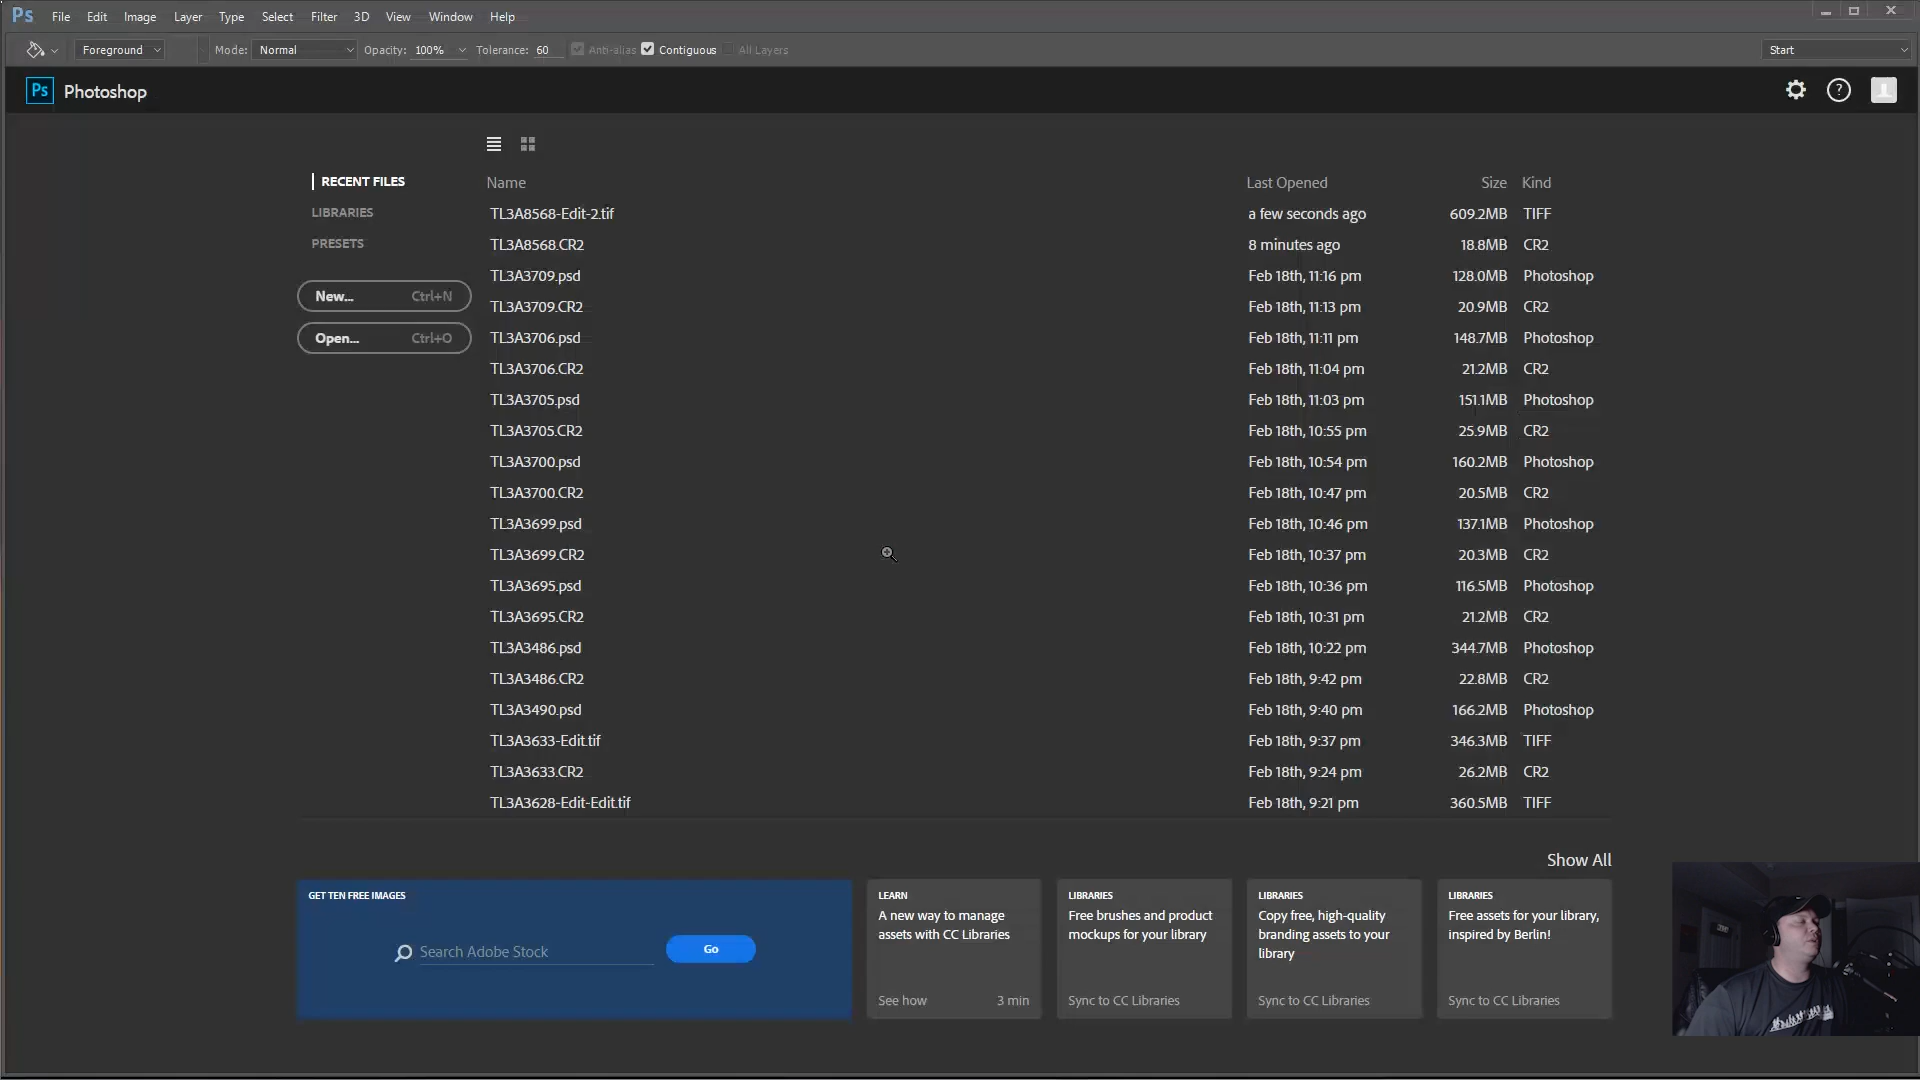 Ps File Edit Image Layer Type Select Filter 3D View Window Help
Foreground Mode: Normal Opacity: 100% Tolerance: 60 Anti-alias Contiguous All Layers Start
Ps Photoshop ?
RECENT FILES
LIBRARIES
PRESETS
New... Ctrl+N
Open... Ctrl+O
Name Last Opened Size Kind
TL3A8568-Edit-2.tif a few seconds ago 609.2MB TIFF
TL3A8568.CR2 8 minutes ago 18.8MB CR2
TL3A3709.psd Feb 18th, 11:16 pm 128.0MB Photoshop
TL3A3709.CR2 Feb 18th, 11:13 pm 20.9MB CR2
TL3A3706.psd Feb 18th, 11:11 pm 148.7MB Photoshop
TL3A3706.CR2 Feb 18th, 11:04 pm 21.2MB CR2
TL3A3705.psd Feb 18th, 11:03 pm 151.1MB Photoshop
TL3A3705.CR2 Feb 18th, 10:55 pm 25.9MB CR2
TL3A3700.psd Feb 18th, 10:54 pm 160.2MB Photoshop
TL3A3700.CR2 Feb 18th, 10:47 pm 20.5MB CR2
TL3A3699.psd Feb 18th, 10:46 pm 137.1MB Photoshop
TL3A3699.CR2 Feb 18th, 10:37 pm 20.3MB CR2
TL3A3695.psd Feb 18th, 10:36 pm 116.5MB Photoshop
TL3A3695.CR2 Feb 18th, 10:31 pm 21.2MB CR2
TL3A3486.psd Feb 18th, 10:22 pm 344.7MB Photoshop
TL3A3486.CR2 Feb 18th, 9:42 pm 22.8MB CR2
TL3A3490.psd Feb 18th, 9:40 pm 166.2MB Photoshop
TL3A3633-Edit.tif Feb 18th, 9:37 pm 346.3MB TIFF
TL3A3633.CR2 Feb 18th, 9:24 pm 26.2MB CR2
TL3A3628-Edit-Edit.tif Feb 18th, 9:21 pm 360.5MB TIFF
Show All
GET TEN FREE IMAGES
Search Adobe Stock Go
LEARN
A new way to manage
assets with CC Libraries
See how 3 min
LIBRARIES
Free brushes and product
mockups for your library
Sync to CC Libraries
LIBRARIES
Copy free, high-quality
branding assets to your
library
Sync to CC Libraries
LIBRARIES
Free assets for your library,
inspired by Berlin!
Sync to CC Libraries